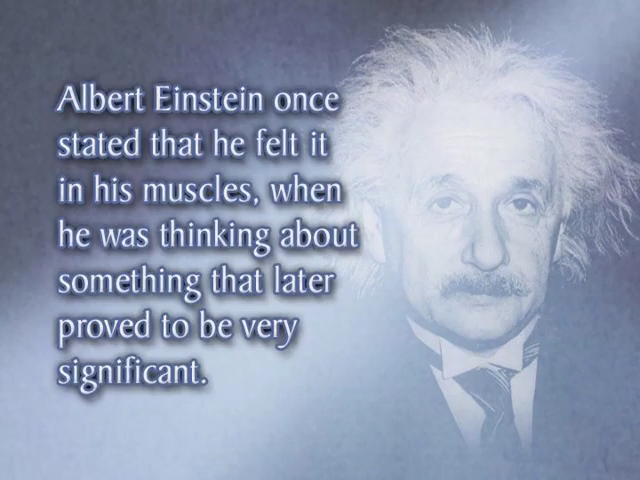 Albert Einstein once
stated that he felt it
in his muscles, when
he was thinking about
something that later
proved to be very
significant.